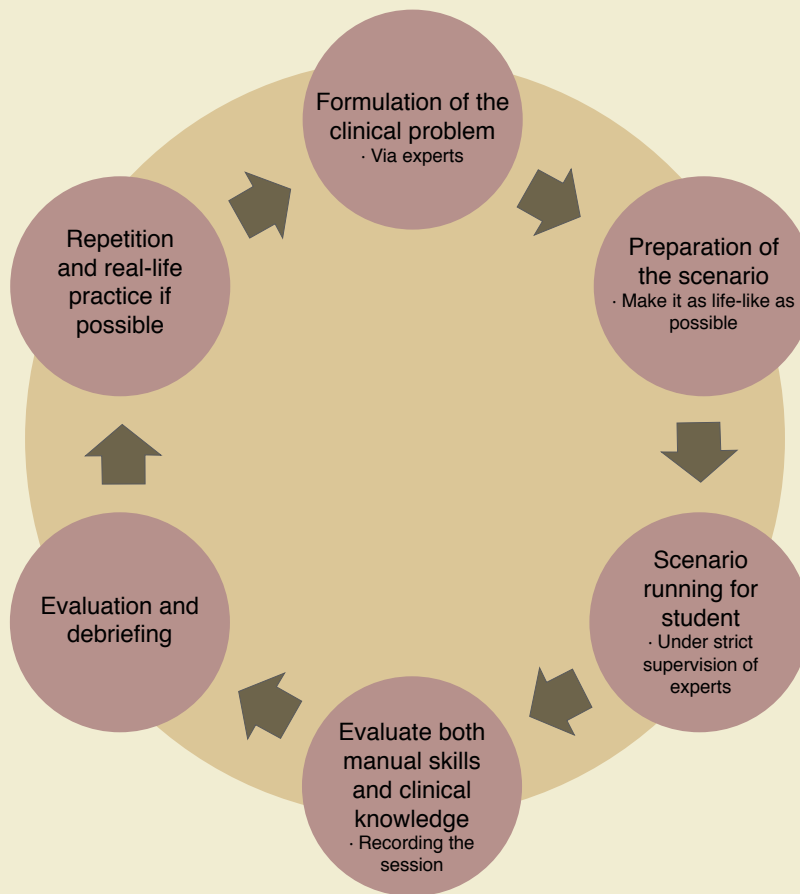 Formulation of the
clinical problem
· Via experts
Preparation of
the scenario
· Make it as life-like as
possible
Scenario
running for
student
· Under strict
supervision of
experts
Evaluate both
manual skills
and clinical
knowledge
· Recording the
session
Evaluation and
debriefing
Repetition
and real-life
practice if
possible